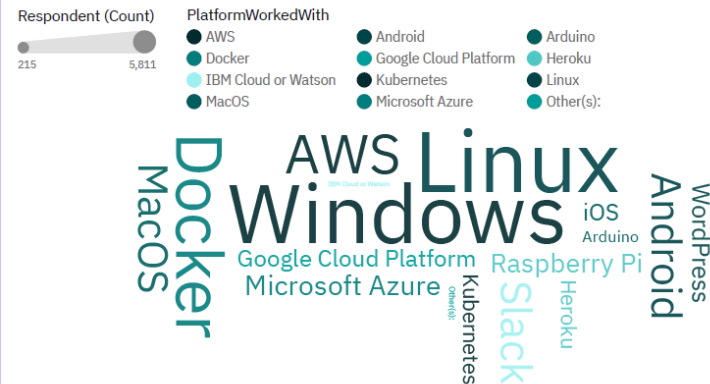 Respondent (Count)
215
5,811
PlatformWorkedWith
AWS
Android
Arduino
Docker
Google Cloud Platform
Heroku
IBM Cloud or Watson
Kubernetes
Linux
MacOS
Microsoft Azure
Other(s):
AWS
Linux
Docker
MacOS
IBM Cloud or Watson
Windows
iOS
Arduino
Android
WordPress
Google Cloud Platform
Raspberry Pi
Microsoft Azure
Other(s):
Kubernetes
Slack
Heroku